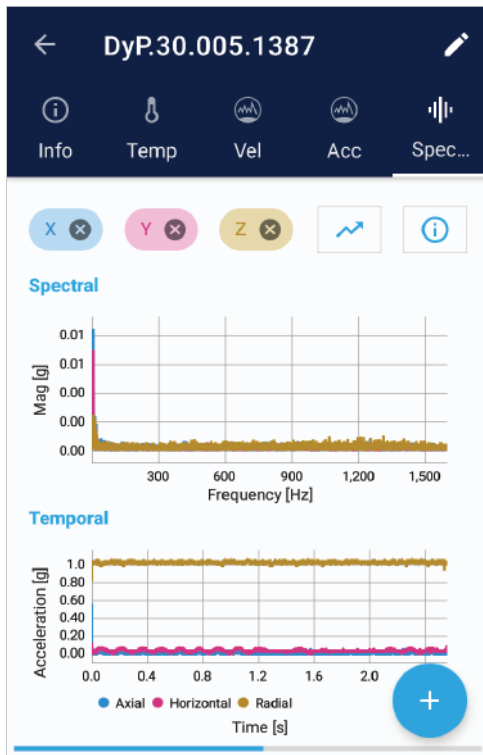 DyP.30.005.1387
Info Temp Vel Acc Spec...
X Y Z
Spectral
0.01
0.01
0.00
0.00
0.00
Mag [g]
300 600 900 1,200 1,500
Frequency [Hz]
Temporal
1.0
0.80
0.60
0.40
0.20
0.00
Acceleration [g]
0.0 0.4 0.8 1.2 1.6 2.0
Axial Horizontal Radial
Time [s]